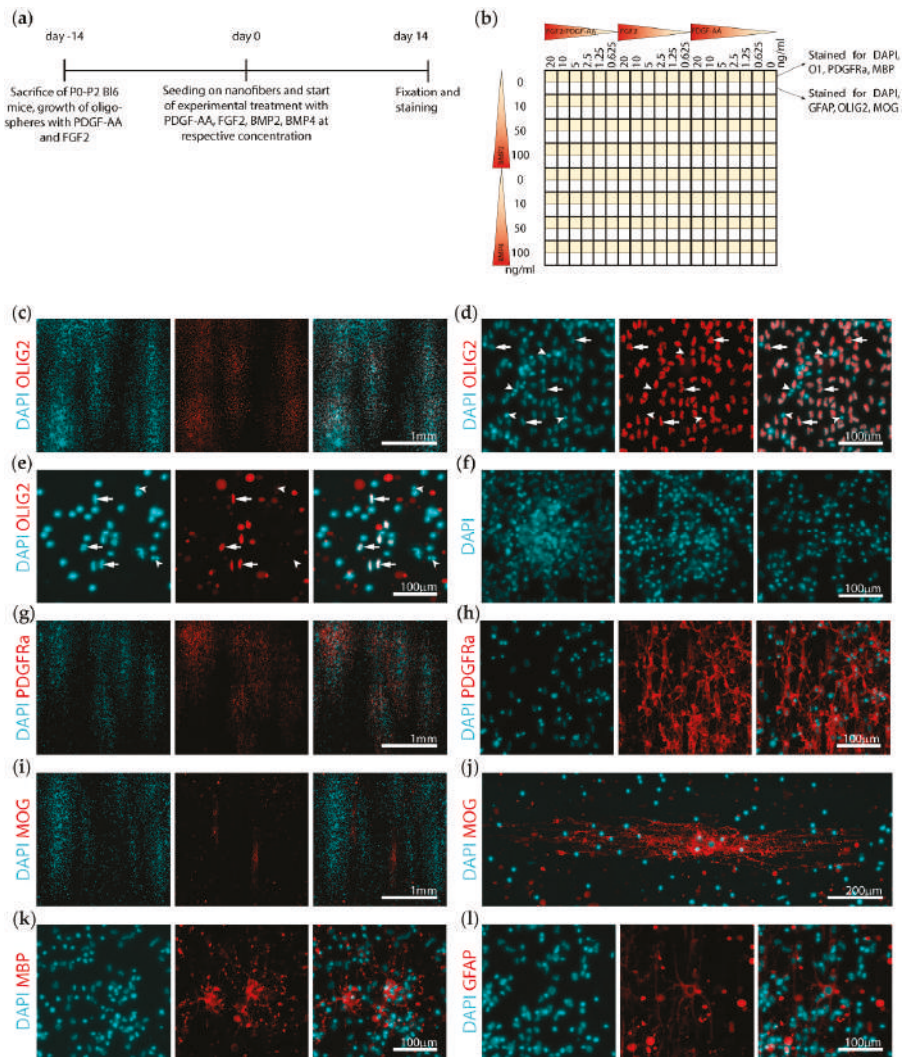 (a)
day -14
day 0
day 14
Sacrifice of P0-P2 Bl6
mice, growth of oligo-
spheres with PDGF-AA
and FGF2
Seeding on nanofibers and start
of experimental treatment with
PDGF-AA, FGF2, BMP2, BMP4 at
respective concentration
Fixation and
staining
(b)
FGF2/PDGF-AA
FGF2
PDGF-AA
20
10
5
2.5
1.25
0.625
20
10
5
2.5
1.25
0.625
20
10
5
2.5
1.25
0.625
0
ng/ml
BMP2
0
10
50
100
0
10
50
100
ng/ml
Stained for DAPI,
O1, PDGFRa, MBP
Stained for DAPI,
GFAP, OLIG2, MOG
(c)
DAPI OLIG2
1mm
(d)
DAPI OLIG2
100μm
(e)
DAPI OLIG2
100μm
(f)
DAPI
100μm
(g)
DAPI PDGFRa
1mm
(h)
DAPI PDGFRa
100μm
(i)
DAPI MOG
1mm
(j)
DAPI MOG
200μm
(k)
DAPI MBP
100μm
(l)
DAPI GFAP
100μm